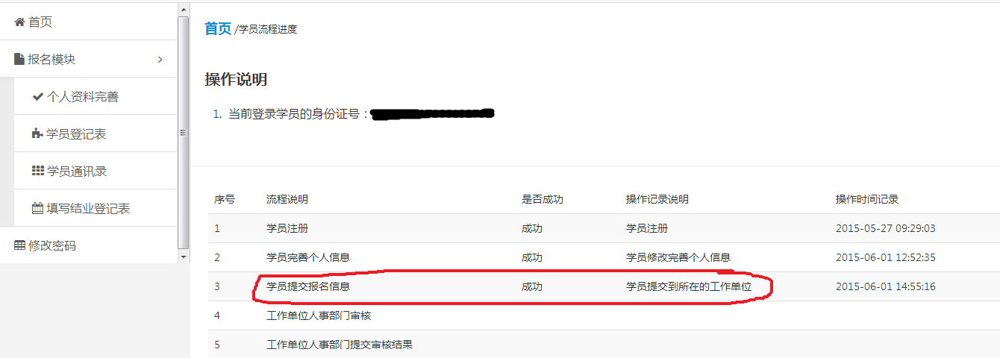 首页
报名模块
个人资料完善
学员登记表
学员通讯录
填写结业登记表
修改密码
首页 /学员流程进度
操作说明
1. 当前登录学员的身份证号：
序号 流程说明 是否成功 操作记录说明 操作时间记录
1 学员注册 成功 学员注册 2015-05-27 09:29:03
2 学员完善个人信息 成功 学员修改完善个人信息 2015-06-01 12:52:35
3 学员提交报名信息 成功 学员提交到所在的工作单位 2015-06-01 14:55:16
4 工作单位人事部门审核
5 工作单位人事部门提交审核结果